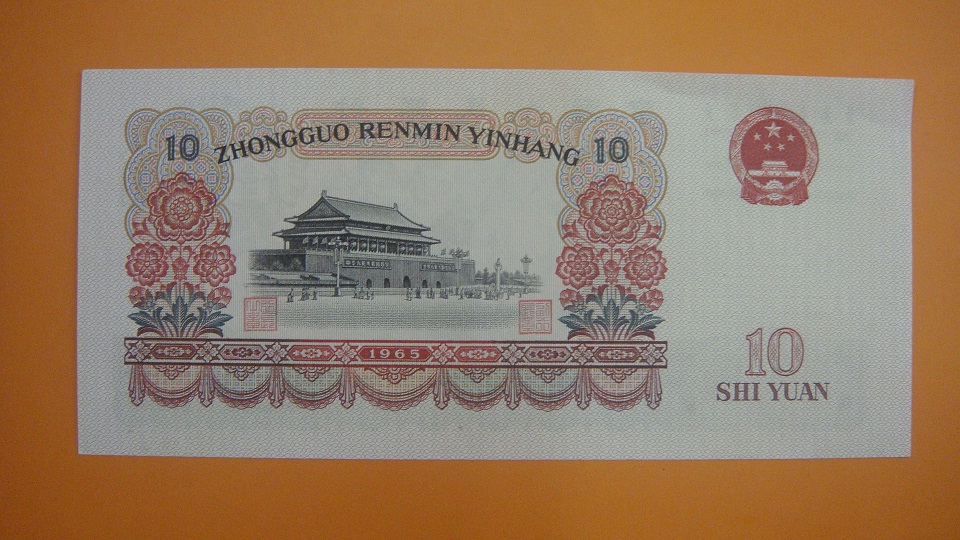 10 ZHONGGUO RENMIN YINHANG 10
1965
10
SHI YUAN